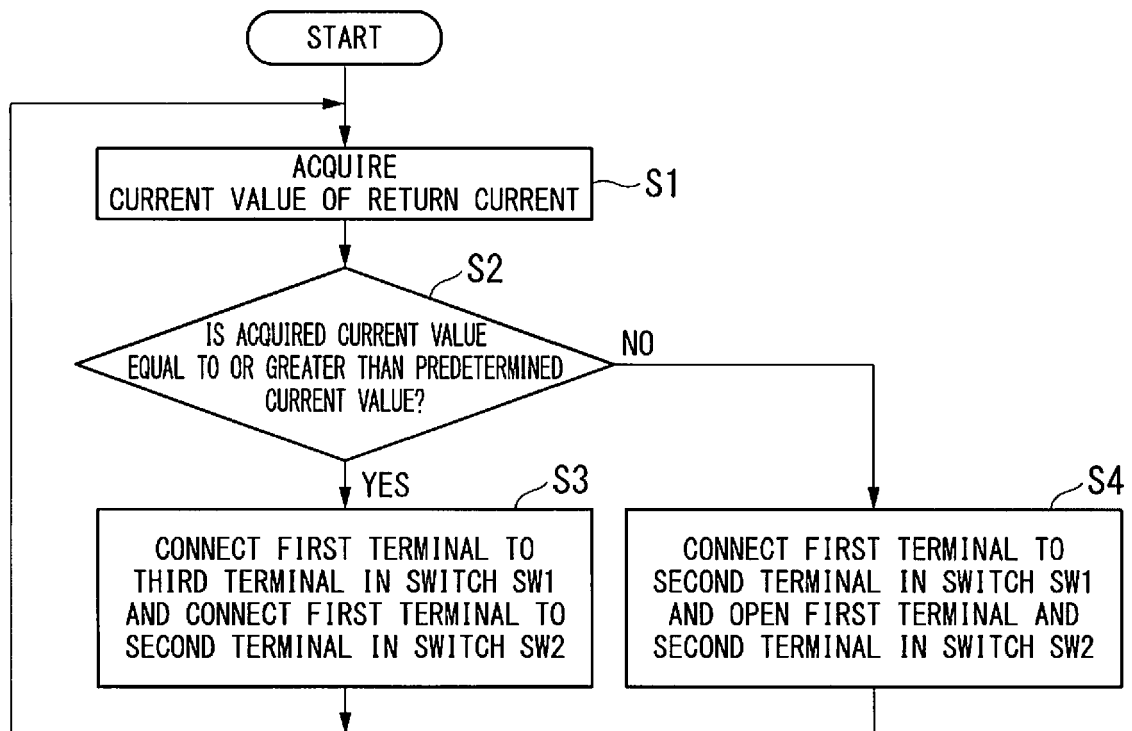 START
ACQUIRE
CURRENT VALUE OF RETURN CURRENT
S1
S2
IS ACQUIRED CURRENT VALUE
EQUAL TO OR GREATER THAN PREDETERMINED
CURRENT VALUE?
NO
YES
S3
CONNECT FIRST TERMINAL TO
THIRD TERMINAL IN SWITCH SW1
AND CONNECT FIRST TERMINAL TO
SECOND TERMINAL IN SWITCH SW2
S4
CONNECT FIRST TERMINAL TO
SECOND TERMINAL IN SWITCH SW1
AND OPEN FIRST TERMINAL AND
SECOND TERMINAL IN SWITCH SW2